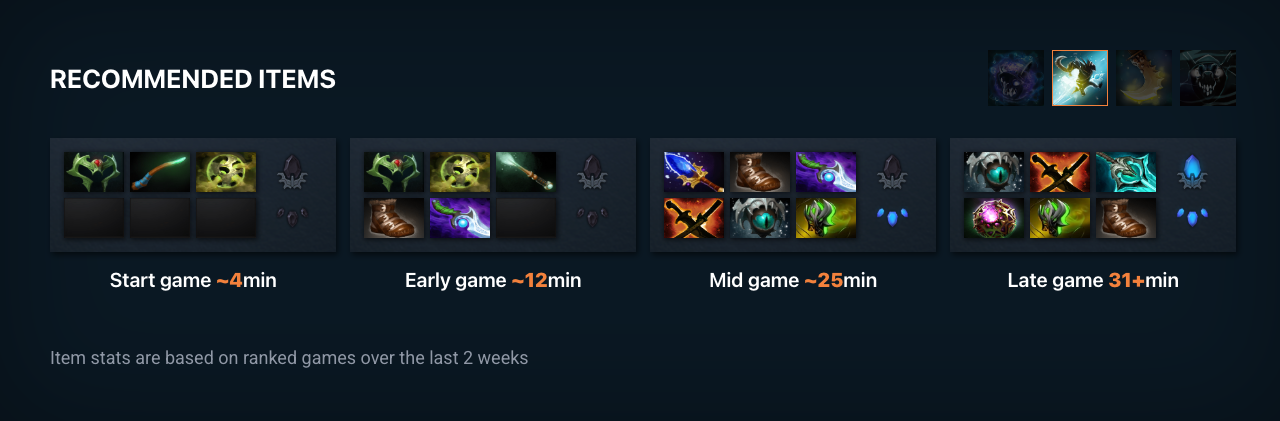 RECOMMENDED ITEMS
Start game ~4min
Early game ~12min
Mid game ~25min
Late game 31+min
Item stats are based on ranked games over the last 2 weeks